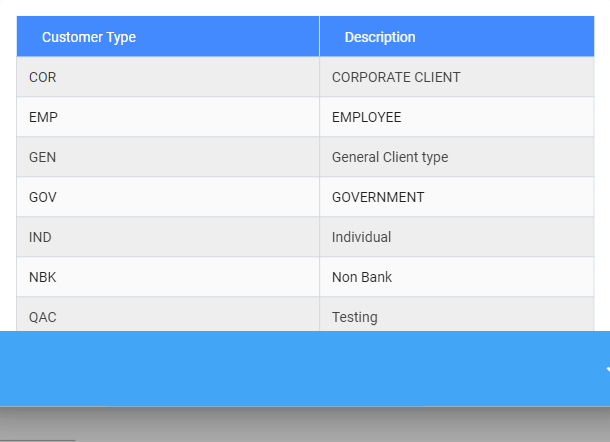 Customer Type Description
COR CORPORATE CLIENT
EMP EMPLOYEE
GEN General Client type
GOV GOVERNMENT
IND Individual
NBK Non Bank
QAC Testing